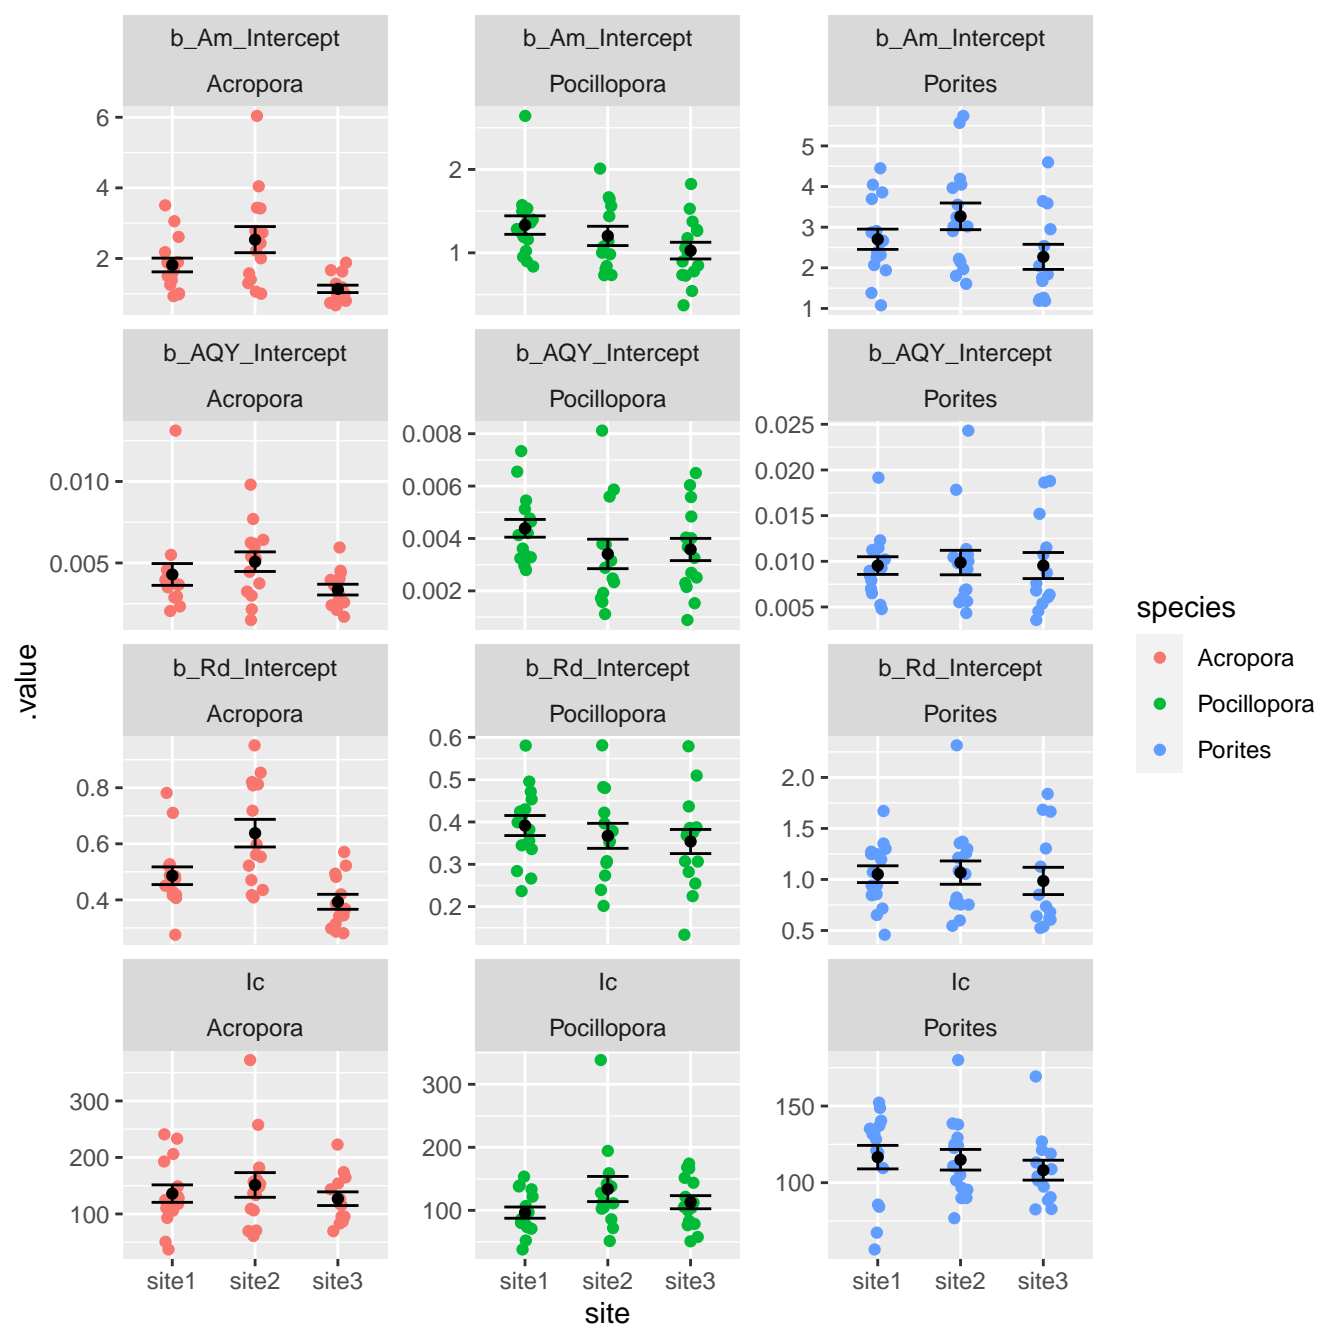 b_Am_Intercept b_Am_Intercept b_Am_Intercept
Acropora Pocillopora Porites
6
4
2
2
1
5
4
3
2
1
b_AQY_Intercept b_AQY_Intercept b_AQY_Intercept
Acropora Pocillopora Porites
0.010
0.005
0.008
0.006
0.004
0.002
0.025
0.020
0.015
0.010
0.005
b_Rd_Intercept b_Rd_Intercept b_Rd_Intercept
Acropora Pocillopora Porites
0.8
0.6
0.4
0.6
0.5
0.4
0.3
0.2
2.0
1.5
1.0
0.5
Ic Ic Ic
Acropora Pocillopora Porites
300
200
100
300
200
100
150
100
site1 site2 site3 site1 site2 site3 site1 site2 site3
site
.value
species
Acropora
Pocillopora
Porites